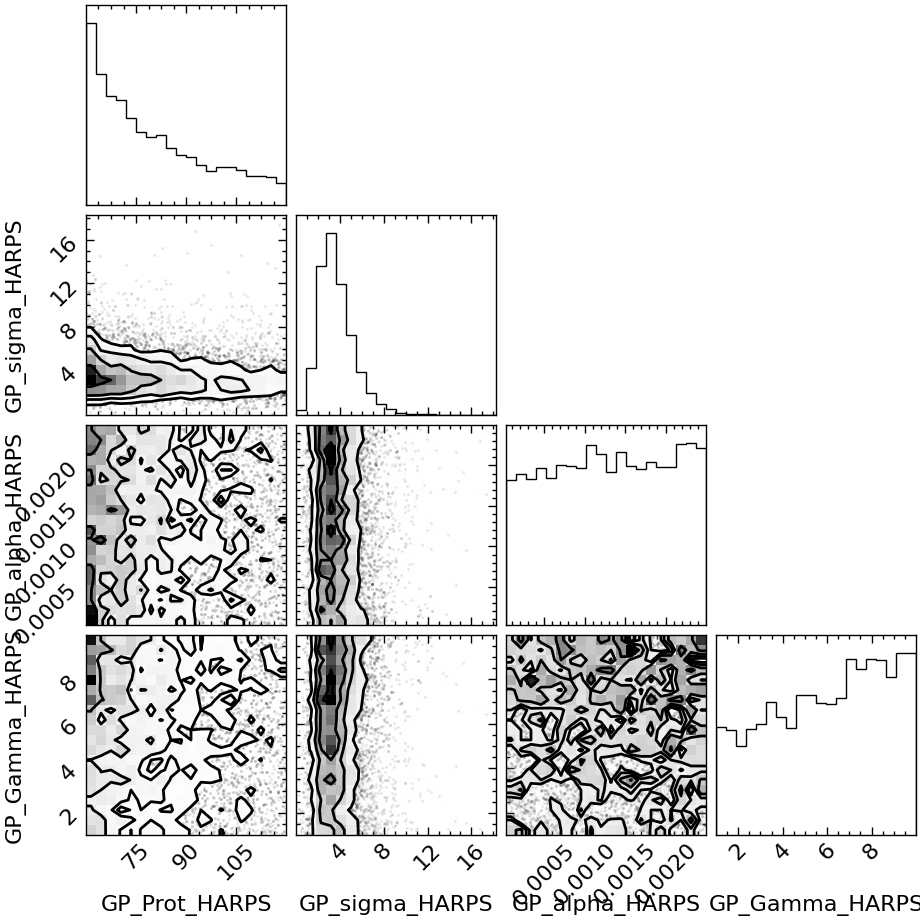 GP_sigma_HARPS
16
12
8
4
GP_alpha_HARPS
0.0020
0.0015
0.0010
0.0005
GP_Gamma_HARPS
8
6
4
2
75 90 105
4 8 12 16
0.0005 0.0010 0.0015 0.0020
2 4 6 8
GP_Prot_HARPS GP_sigma_HARPS GP_alpha_HARPS GP_Gamma_HARPS